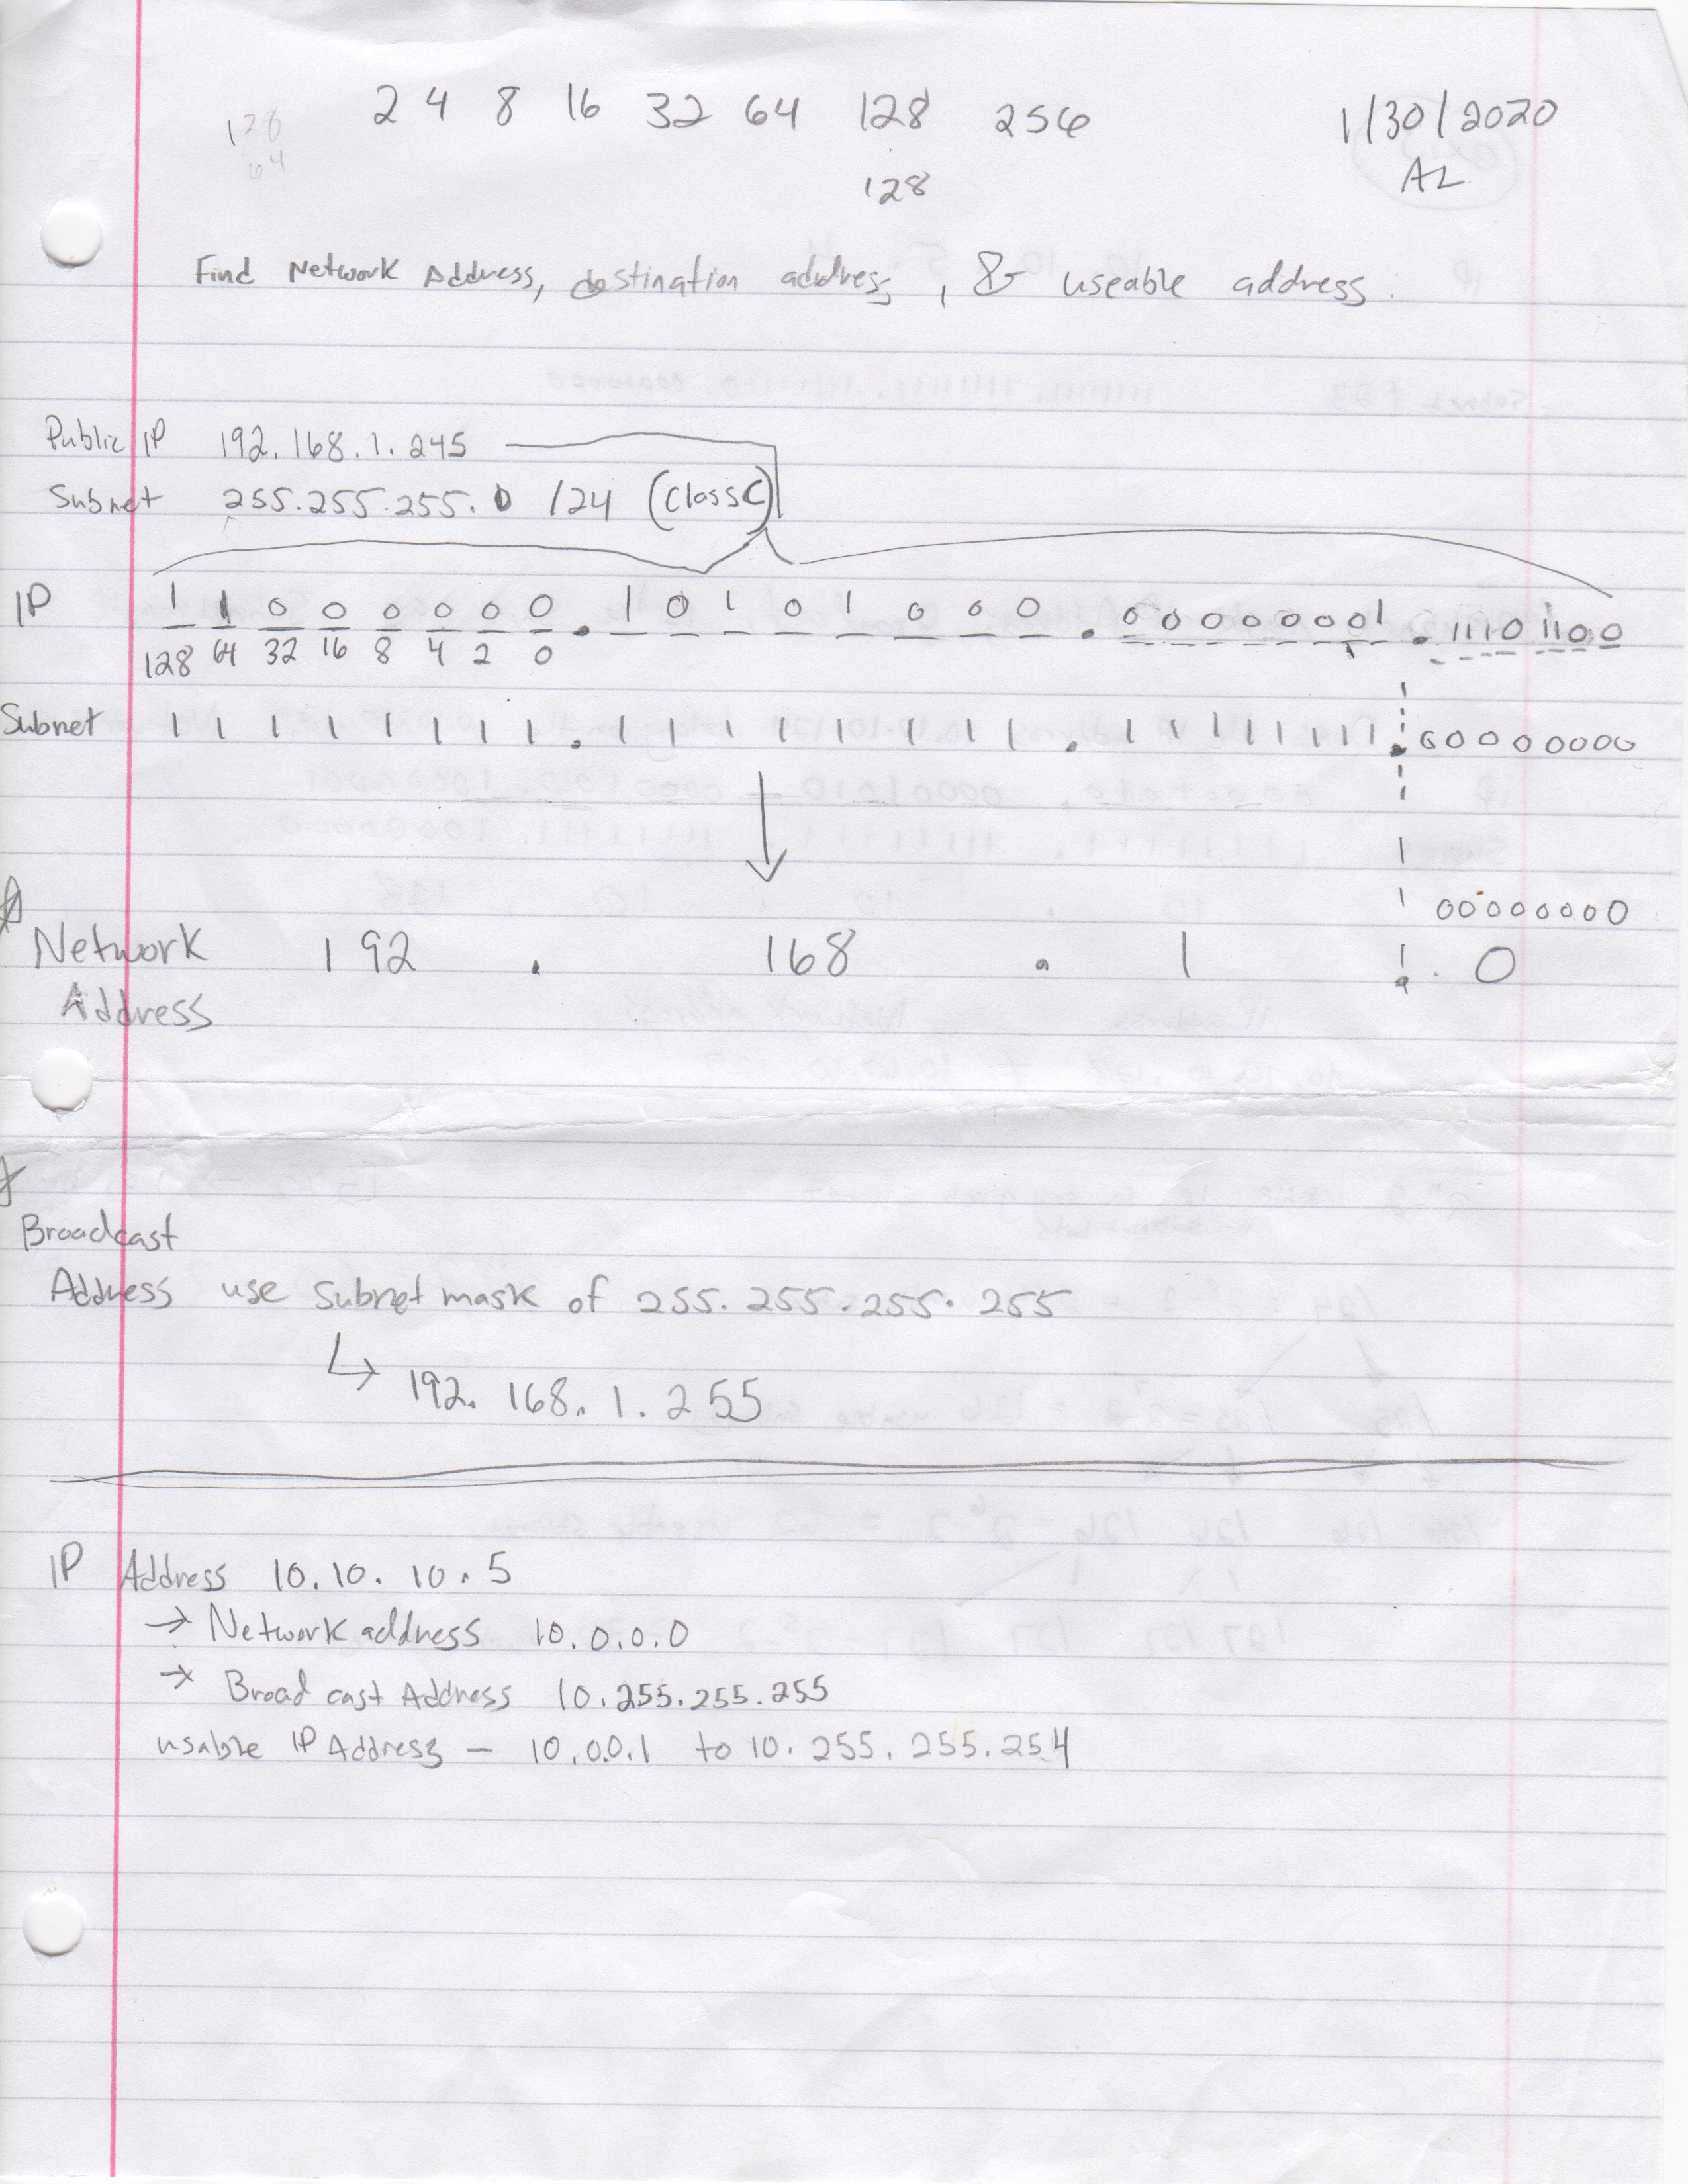 2 4 8 16 32 64 128 256 1/30/2020
128
64
128
AL
Find Network Address, destination address, & useable address.
Public IP 192.168.1.245
Subnet 255.255.255.0 /24 (Class C)
IP 1 1 0 0 0 0 0 0 . 1 0 1 0 1 0 0 0 . 0 0 0 0 0 0 0 1 . 1110 1100
128 64 32 16 8 4 2 0
Subnet 1 1 1 1 1 1 1 1 . 1 1 1 1 1 1 1 1 . 1 1 1 1 1 1 1 1 . 00000000
00000000
Network 192 . 168 . 1 . 0
Address
Broadcast
Address use Subnet mask of 255.255.255.255
192.168.1.255
IP Address 10.10.10.5
→ Network address 10.0.0.0
→ Broad cast Address 10.255.255.255
usable IP Address – 10.0.0.1 to 10.255.255.254